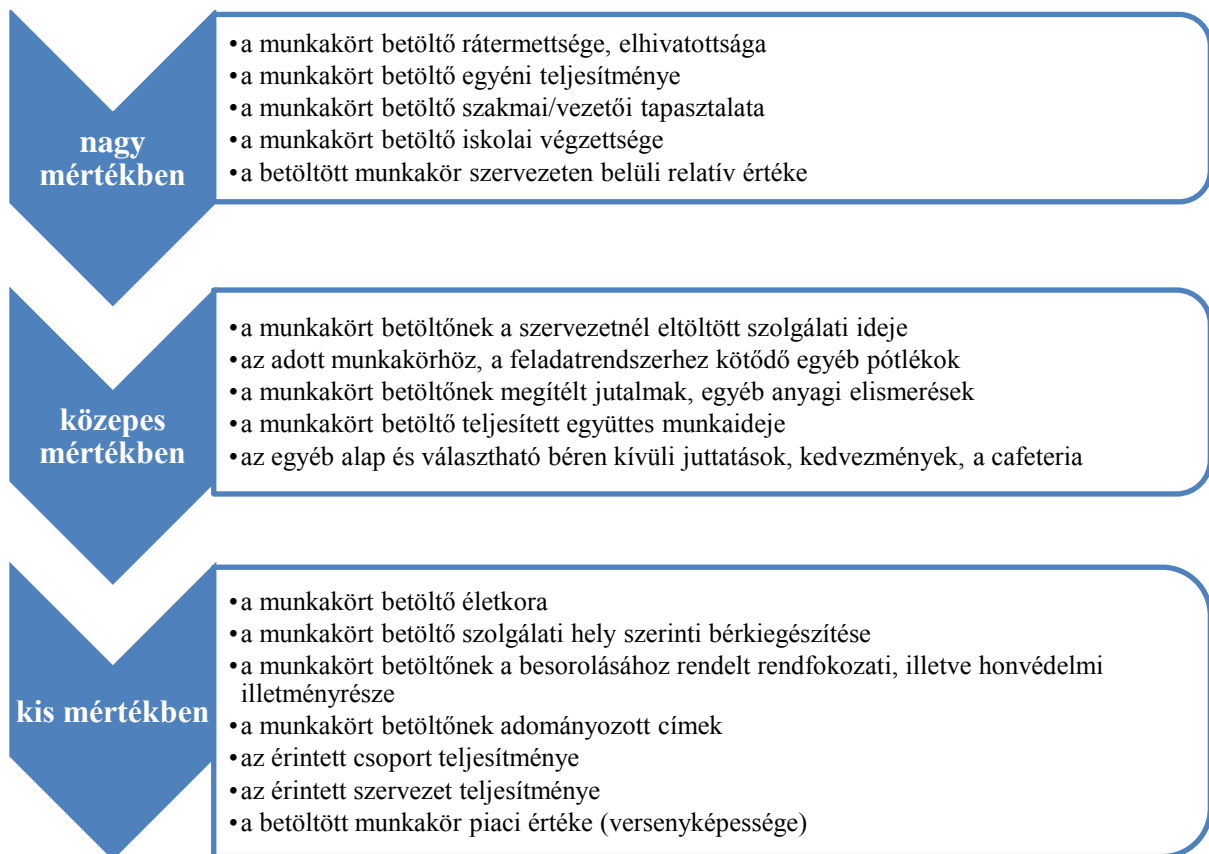 nagy
mértékben
•a munkakört betöltő rátermettsége, elhivatottsága
•a munkakört betöltő egyéni teljesítménye
•a munkakört betöltő szakmai/vezetői tapasztalata
•a munkakört betöltő iskolai végzettsége
•a betöltött munkakör szervezeten belüli relatív értéke
közepes
mértékben
•a munkakört betöltőnek a szervezetnél eltöltött szolgálati ideje
•az adott munkakörhöz, a feladatrendszerhez kötődő egyéb pótlékok
•a munkakört betöltőnek megítélt jutalmak, egyéb anyagi elismerések
•a munkakört betöltő teljesített együttes munkaideje
•az egyéb alap és választható béren kívüli juttatások, kedvezmények, a cafeteria
kis mértékben
•a munkakört betöltő életkora
•a munkakört betöltő szolgálati hely szerinti bérkiegészítése
•a munkakört betöltőnek a besorolásához rendelt rendfokozati, illetve honvédelmi
illetményrésze
•a munkakört betöltőnek adományozott címek
•az érintett csoport teljesítménye
•az érintett szervezet teljesítménye
•a betöltött munkakör piaci értéke (versenyképessége)